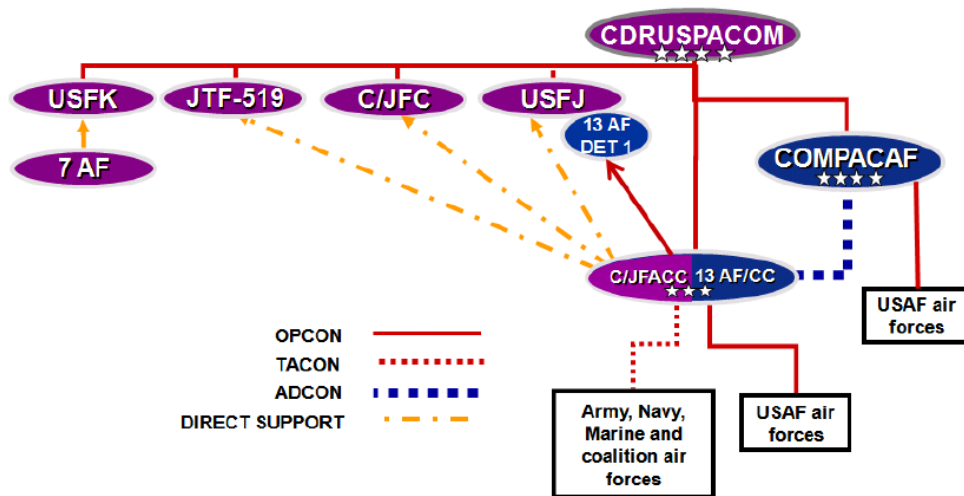 CDRUSPACOM
USFK
JTF-519
C/JFC
USFJ
13 AF
DET 1
7 AF
COMPACAF
C/JFACC
13 AF/CC
USAF air
forces
OPCON
TACON
ADCON
DIRECT SUPPORT
Army, Navy,
Marine and
coalition air
forces
USAF air
forces